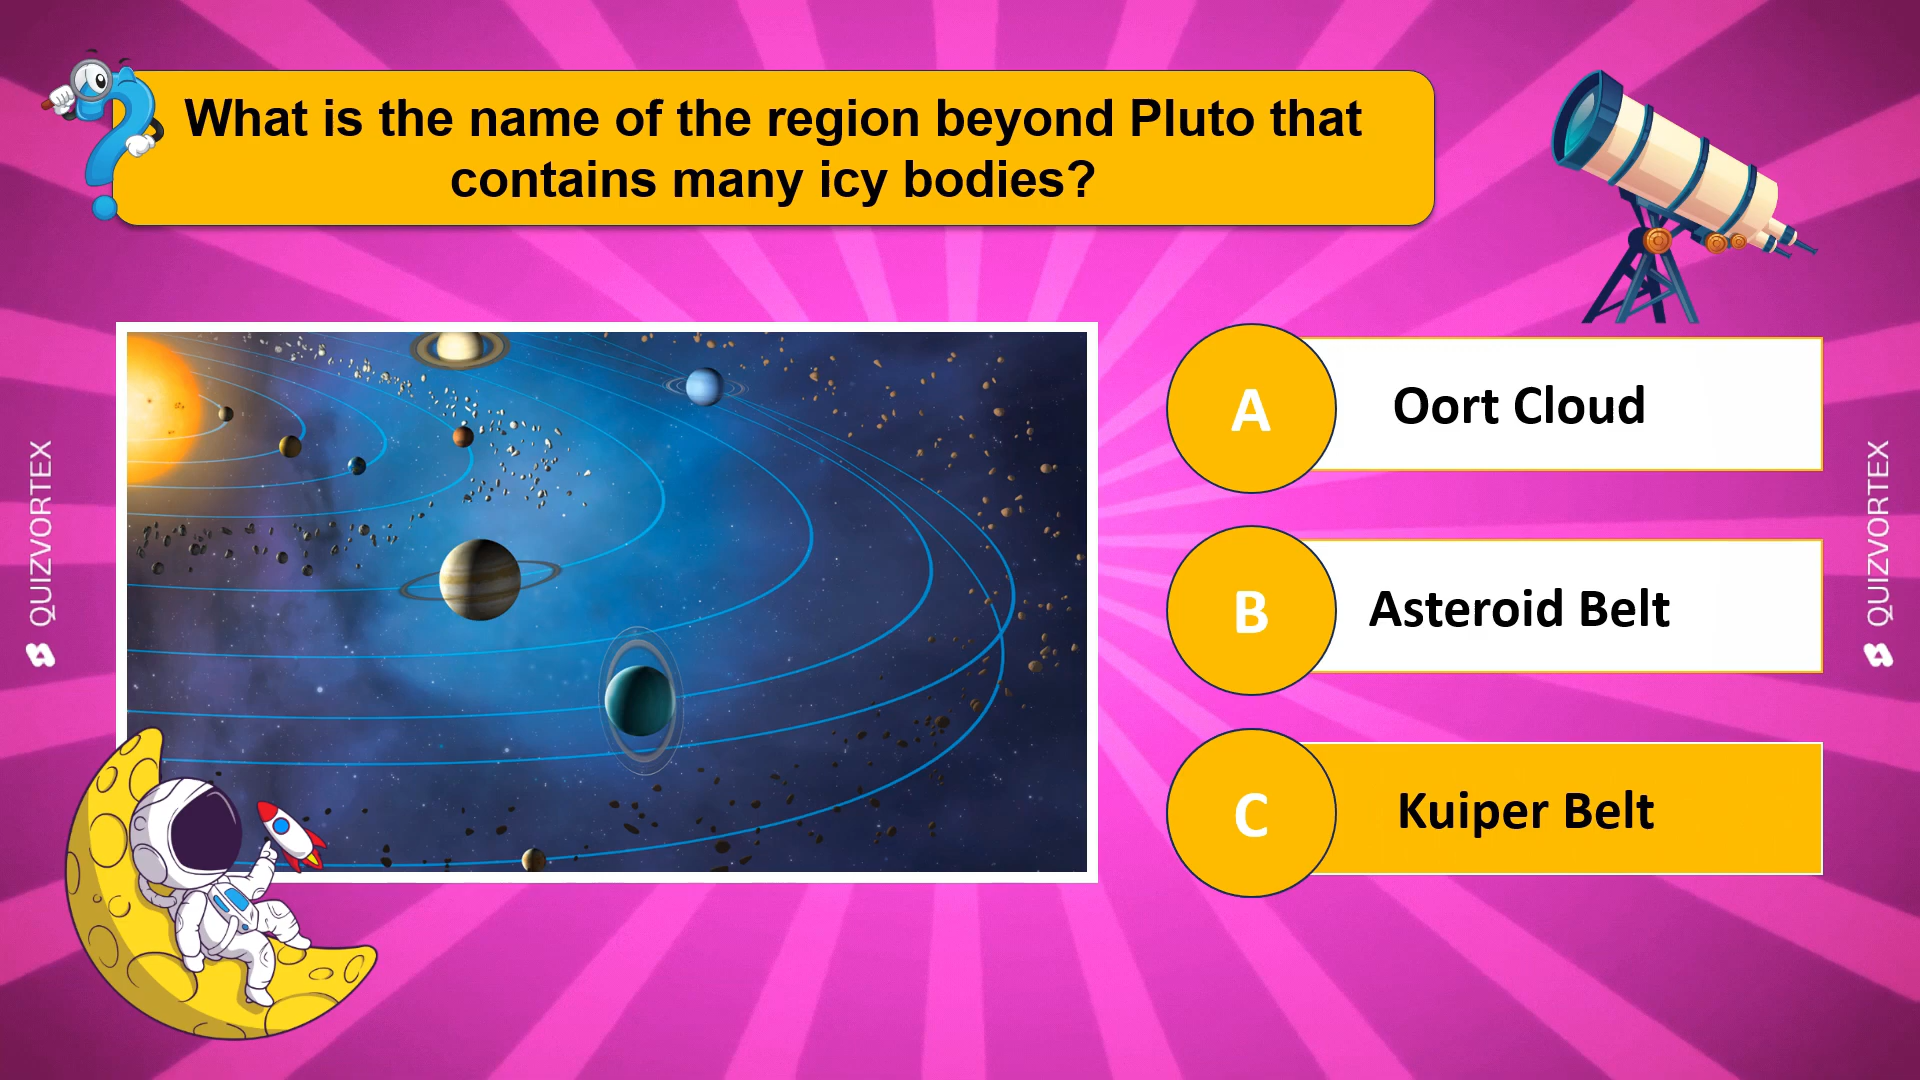 What is the name of the region beyond Pluto that
contains many icy bodies?
A Oort Cloud
B Asteroid Belt
C Kuiper Belt
QUIZVORTEX
QUIZVORTEX